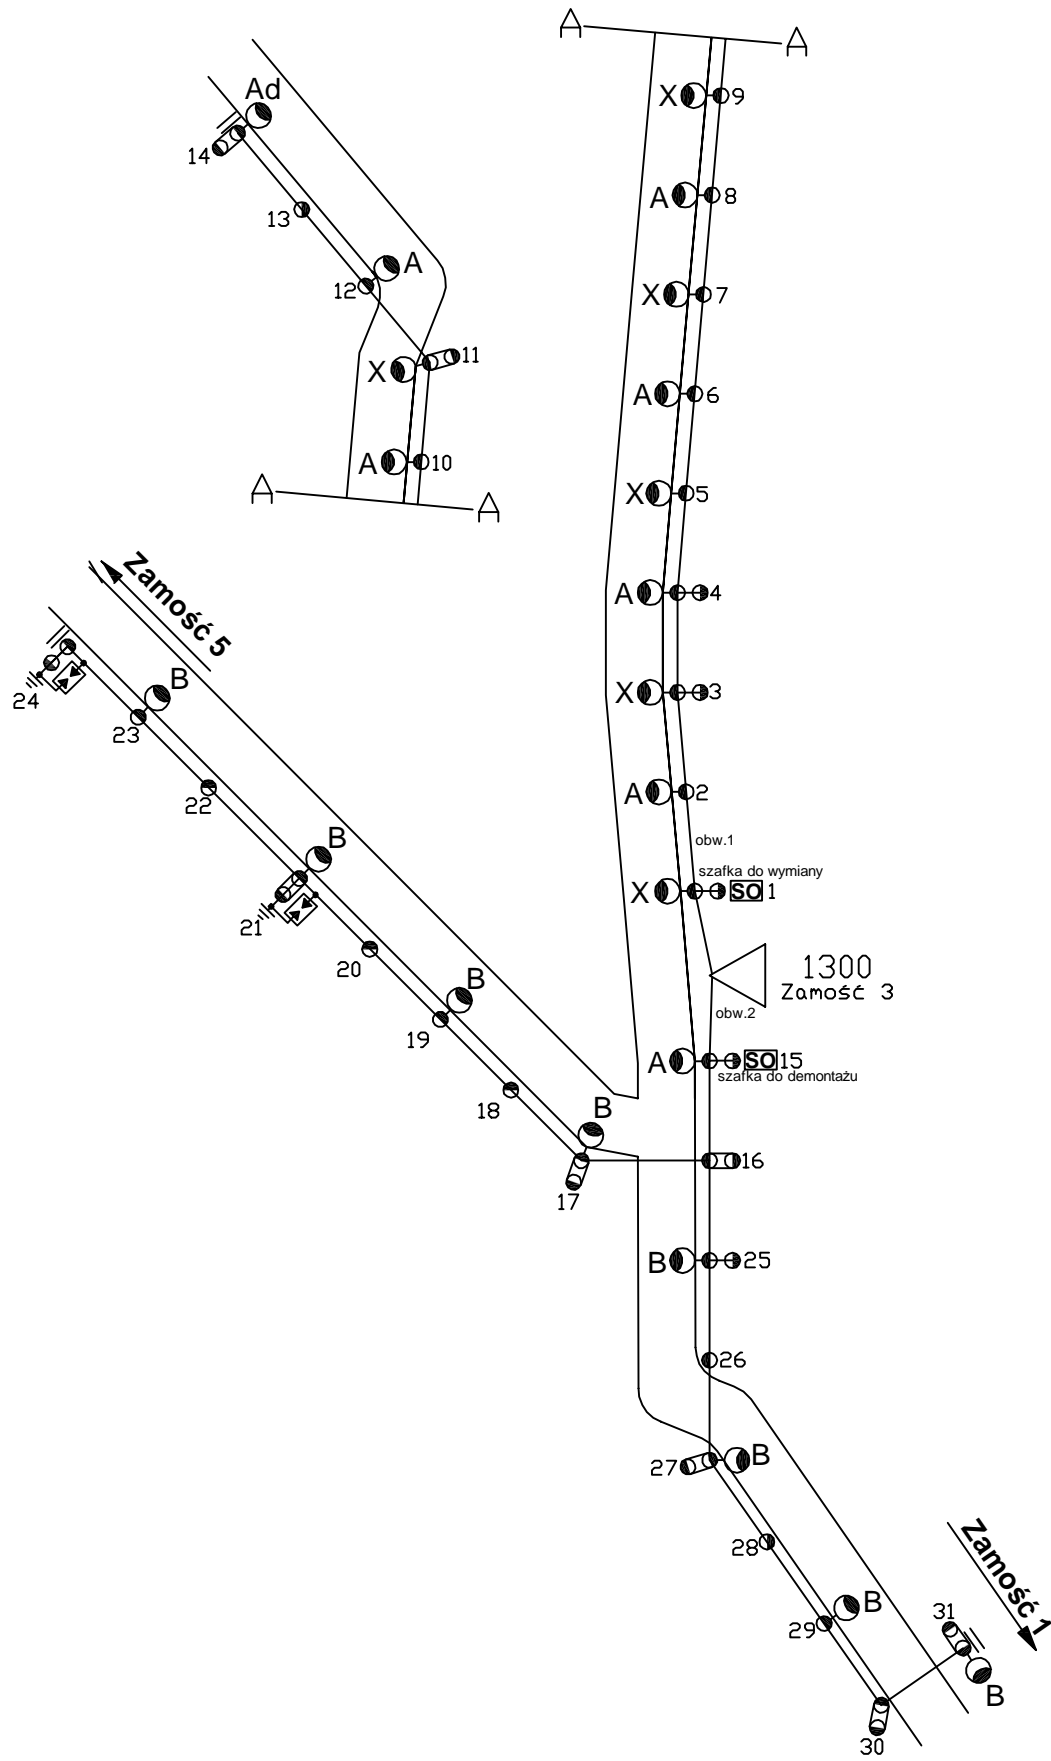 A
A
X 9
Ad
14
A 8
13
A
12
X 7
11
X
A 6
A 10
A
A
X 5
Zamość 5
A 4
B
24
X 3
23
22
A 2
B
obw.1
szafka do wymiany
X SO 1
21
20
B
1300
Zamość 3
obw.2
19
A SO 15
szafka do demontażu
18
B
16
17
B 25
26
B
27
28
Zamość 1
B
29
31
B
30